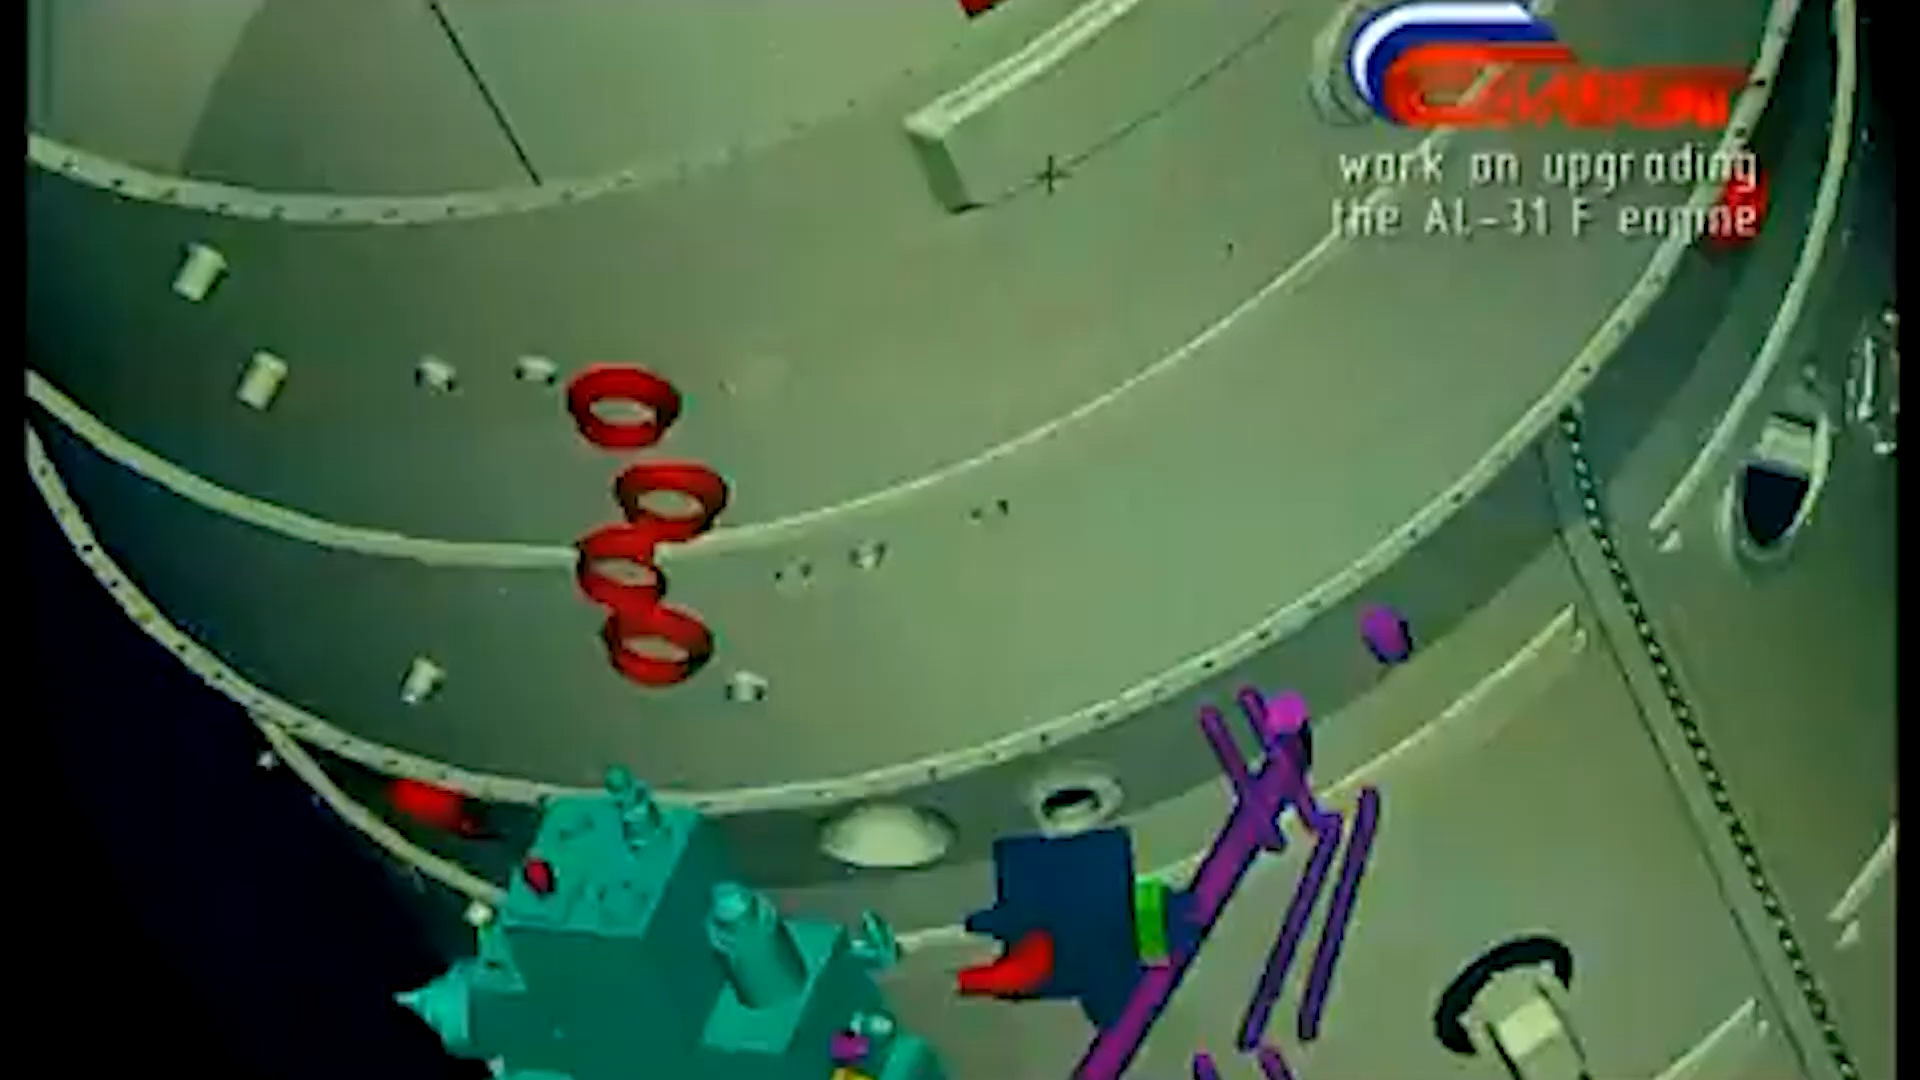 work on upgrading
the AL-31 F engine